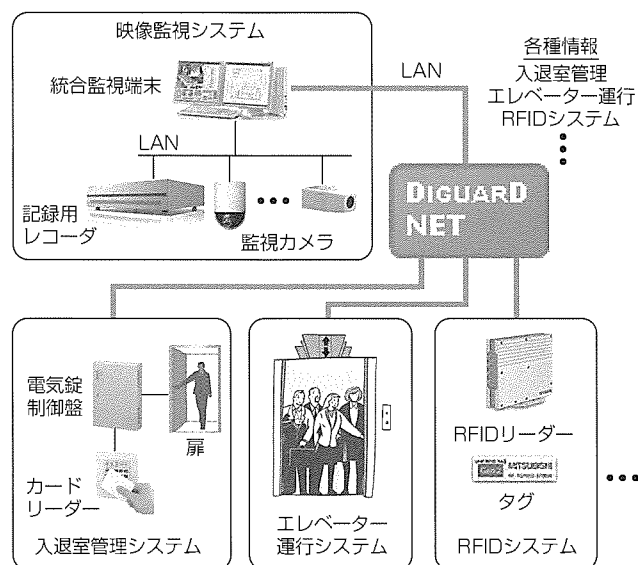 映像監視システム
統合監視端末
LAN
記録用
レコーダ
監視カメラ
LAN
各種情報
入退室管理
エレベーター運行
RFIDシステム
DIGUARD
NET
電気錠
制御盤
扉
カード
リーダー
入退室管理システム
エレベーター
運行システム
RFIDリーダー
MITSUBISHI
タグ
RFIDシステム